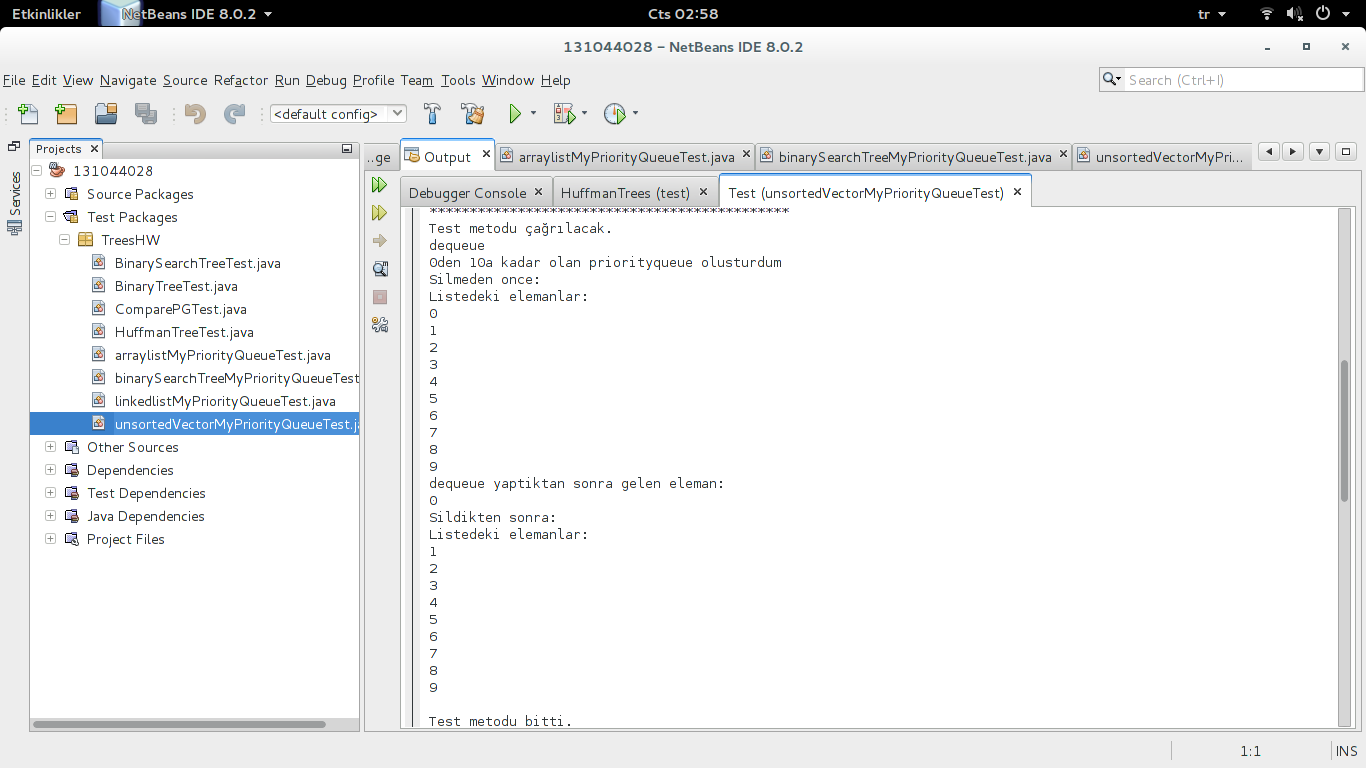 Etkinlikler NetBeans IDE 8.0.2 Cts 02:58 tr
131044028 – NetBeans IDE 8.0.2
File Edit View Navigate Source Refactor Run Debug Profile Team Tools Window Help Search (Ctrl+I)
<default config>
Services
Projects
131044028
Source Packages
Test Packages
TreesHW
BinarySearchTreeTest.java
BinaryTreeTest.java
ComparePGTest.java
HuffmanTreeTest.java
arraylistMyPriorityQueueTest.java
binarySearchTreeMyPriorityQueueTest
linkedlistMyPriorityQueueTest.java
unsortedVectorMyPriorityQueueTest.ja
Other Sources
Dependencies
Test Dependencies
Java Dependencies
Project Files
..ge Output arraylistMyPriorityQueueTest.java binarySearchTreeMyPriorityQueueTest.java unsortedVectorMyPri...
Debugger Console HuffmanTrees (test) Test (unsortedVectorMyPriorityQueueTest)
*********************************************
Test metodu çağrılacak.
dequeue
0den 10a kadar olan priorityqueue olusturdum
Silmeden once:
Listedeki elemanlar:
0
1
2
3
4
5
6
7
8
9
dequeue yaptiktan sonra gelen eleman:
0
Sildikten sonra:
Listedeki elemanlar:
1
2
3
4
5
6
7
8
9
Test metodu bitti.
1:1 INS